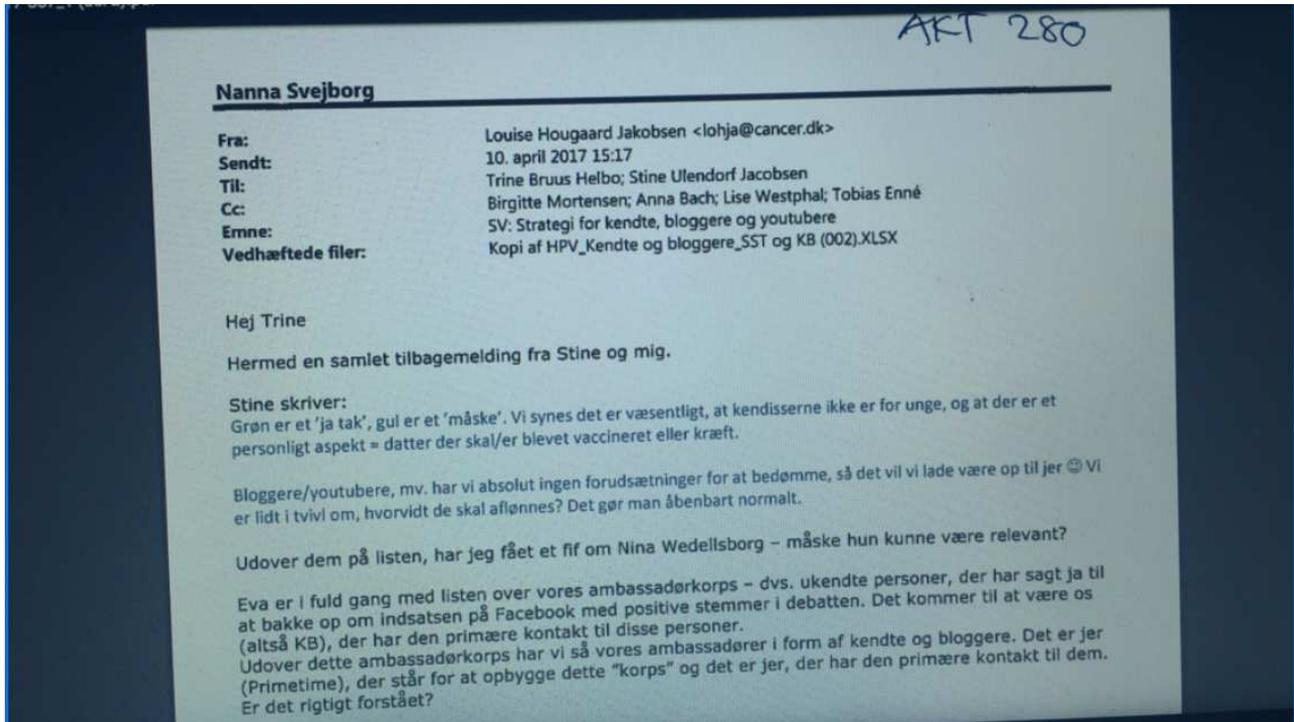 AKT 280
Nanna Svejborg
Fra: Louise Hougaard Jakobsen <lohja@cancer.dk>
Sendt: 10. april 2017 15:17
Til: Trine Bruus Helbo; Stine Ulendorf Jacobsen
Cc: Birgitte Mortensen; Anna Bach; Lise Westphal; Tobias Enné
Emne: SV: Strategi for kendte, bloggere og youtubere
Vedhæftede filer: Kopi af HPV_Kendte og bloggere_SST og KB (002).XLSX
Hej Trine
Hermed en samlet tilbagemelding fra Stine og mig.
Stine skriver:
Grøn er et 'ja tak', gul er et 'måske'. Vi synes det er væsentligt, at kendisserne ikke er for unge, og at der er et
personligt aspekt = datter der skal/er blevet vaccineret eller kræft.
Bloggere/youtubere, mv. har vi absolut ingen forudsætninger for at bedømme, så det vil vi lade være op til jer ☺ Vi
er lidt i tvivl om, hvorvidt de skal aflønnes? Det gør man åbenbart normalt.
Udover dem på listen, har jeg fået et fif om Nina Wedellsborg – måske hun kunne være relevant?
Eva er i fuld gang med listen over vores ambassadørkorps – dvs. ukendte personer, der har sagt ja til
at bakke op om indsatsen på Facebook med positive stemmer i debatten. Det kommer til at være os
(altså KB), der har den primære kontakt til disse personer.
Udover dette ambassadørkorps har vi så vores ambassadører i form af kendte og bloggere. Det er jer
(Primetime), der står for at opbygge dette "korps" og det er jer, der har den primære kontakt til dem.
Er det rigtigt forstået?